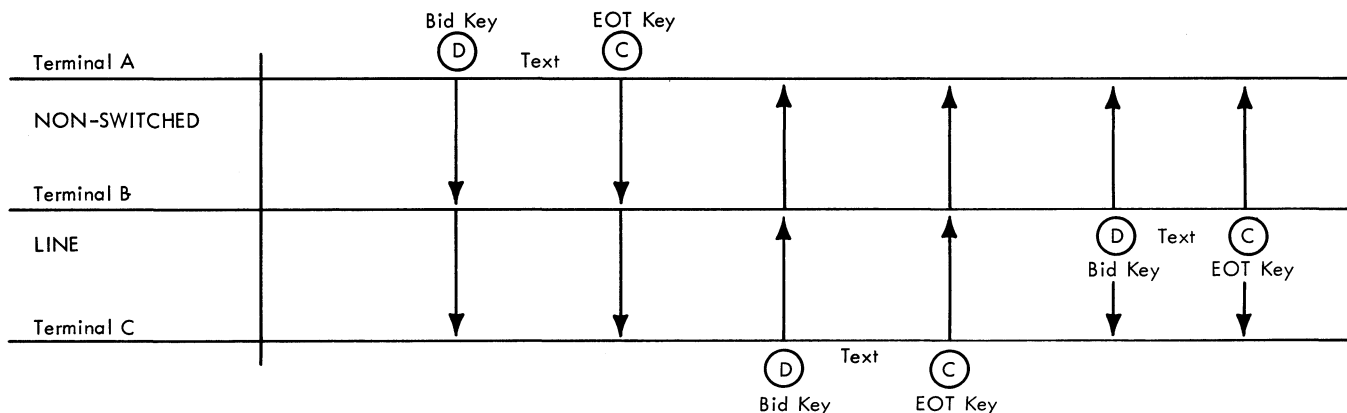 Bid Key
EOT Key
Terminal A
D
Text
C
NON-SWITCHED
Terminal B
LINE
D
Text
C
Bid Key
EOT Key
Terminal C
D
Text
C
Bid Key
EOT Key